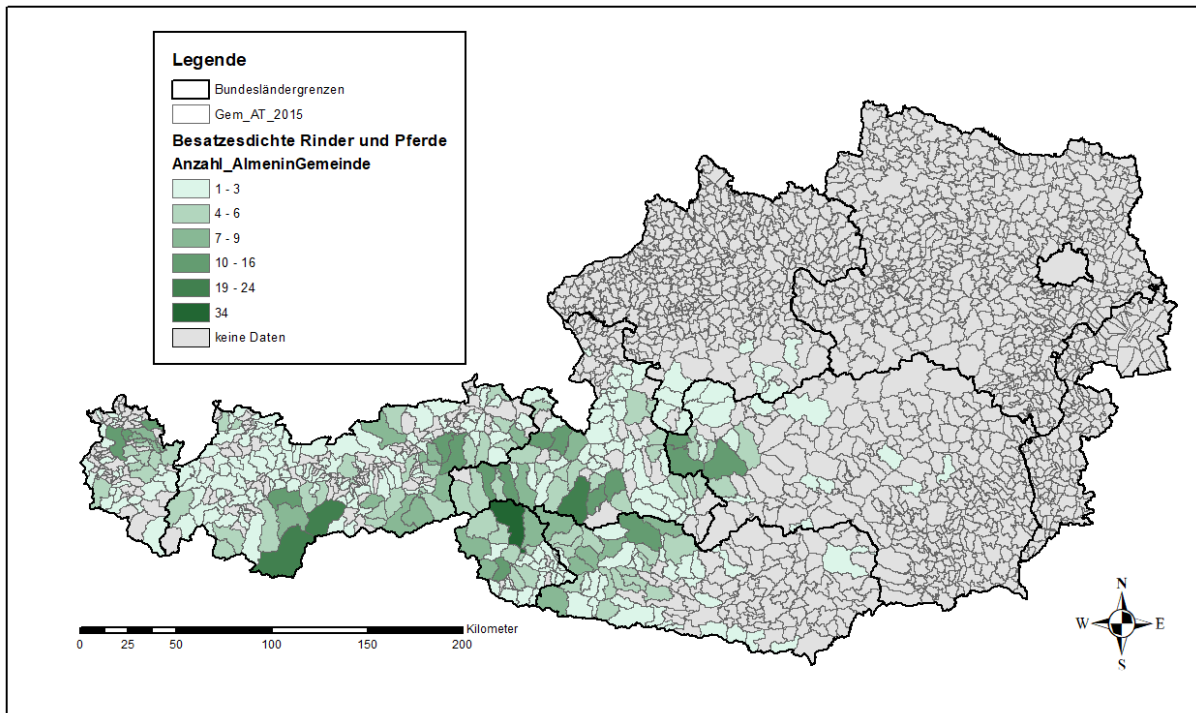 Legende
Bundesländergrenzen
Gem_AT_2015
Besatzesdichte Rinder und Pferde
Anzahl_AlmeninGemeinde
1 - 3
4 - 6
7 - 9
10 - 16
19 - 24
34
keine Daten
Kilometer
0 25 50 100 150 200
N
W E
S